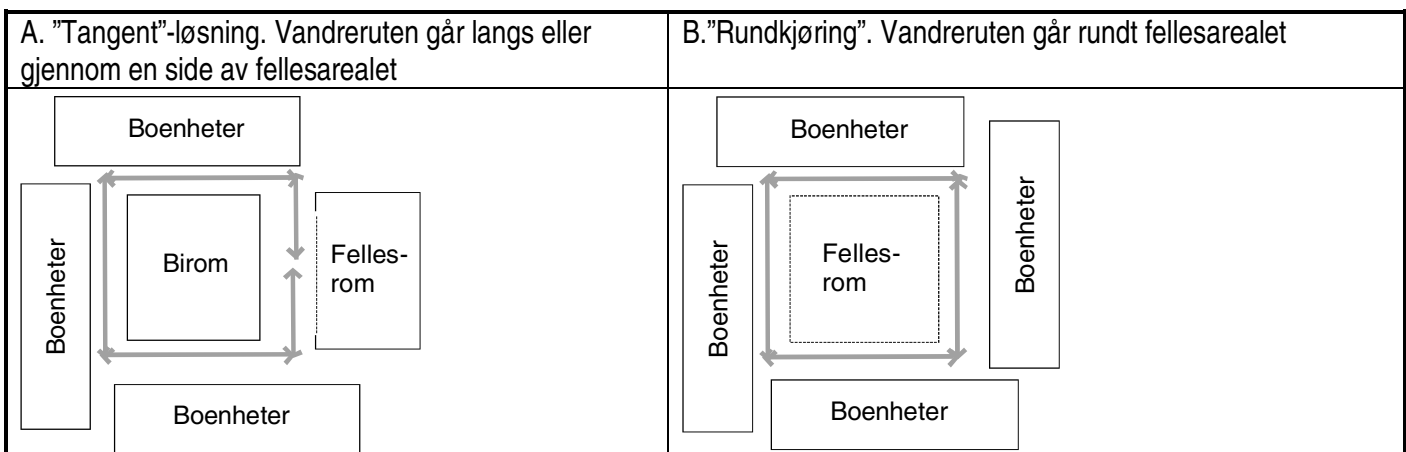 A. ”Tangent”-løsning. Vandreruten går langs eller
gjennom en side av fellesarealet
B.”Rundkjøring”. Vandreruten går rundt fellesarealet
Boenheter
Boenheter
Birom
Felles-
rom
Boenheter
Boenheter
Boenheter
Felles-
rom
Boenheter
Boenheter